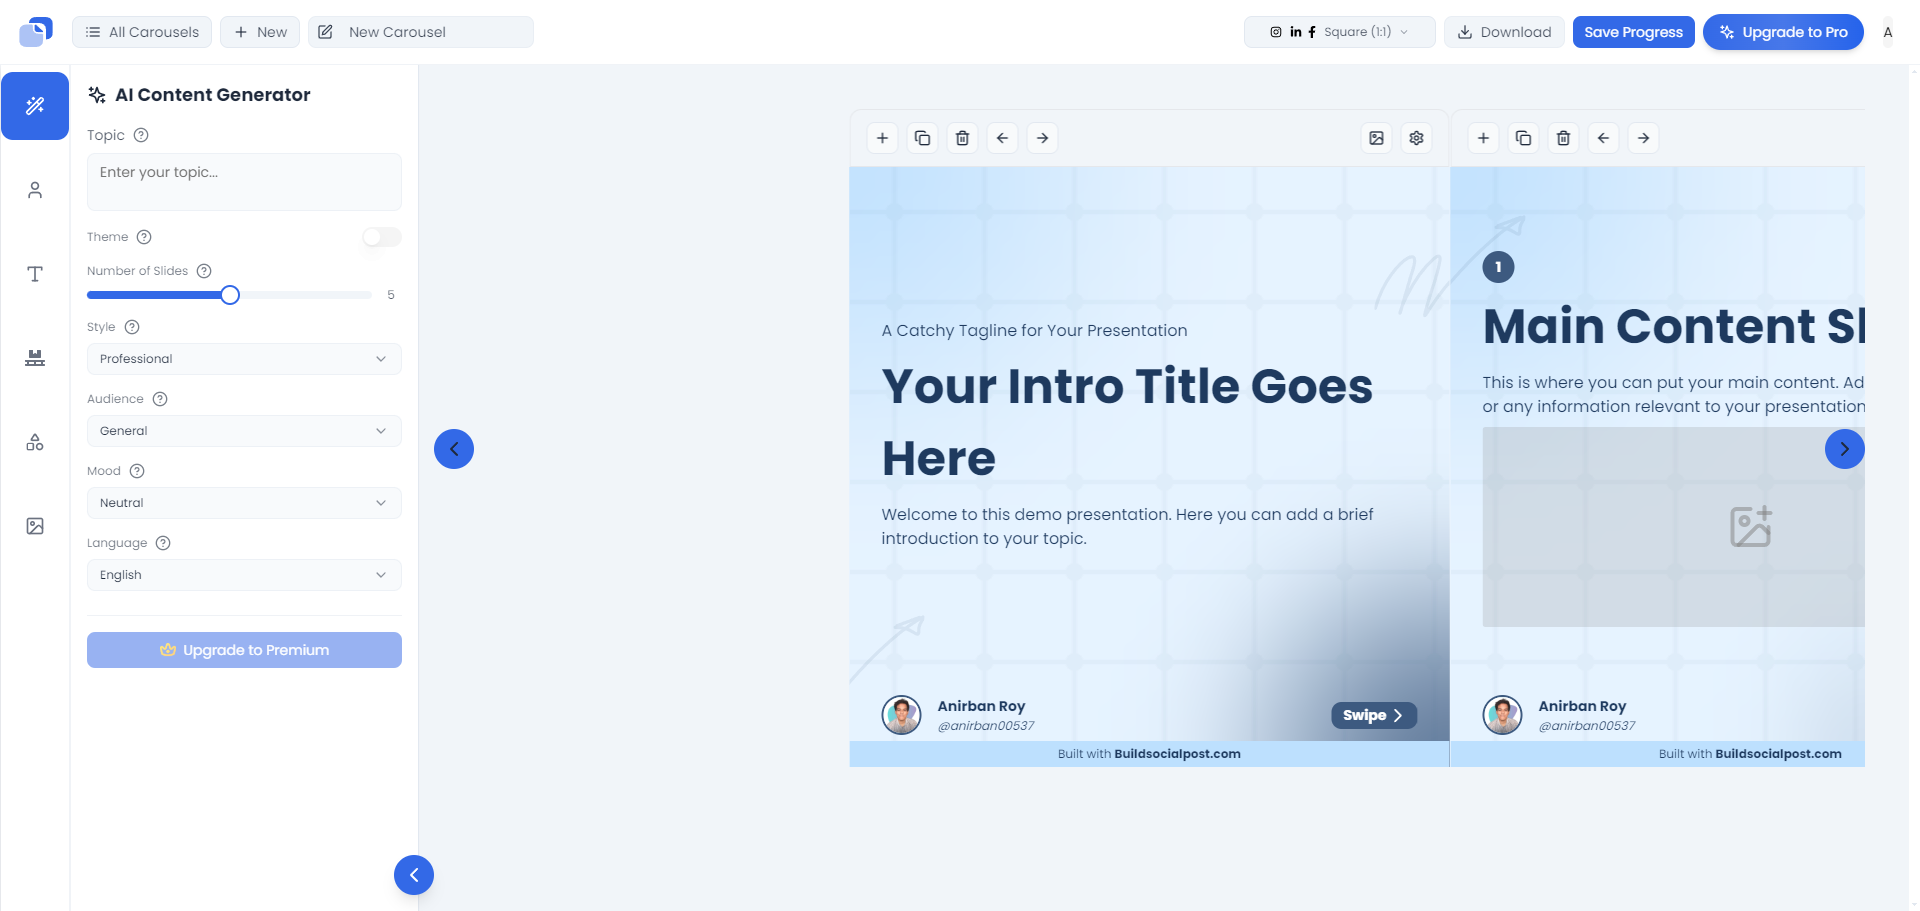 All Carousels
New
New Carousel
Square (1:1)
Download
Save Progress
Upgrade to Pro
A
AI Content Generator
Topic
Enter your topic...
Theme
Number of Slides
5
Style
Professional
Audience
General
Mood
Neutral
Language
English
Upgrade to Premium
A Catchy Tagline for Your Presentation
Your Intro Title Goes
Here
Welcome to this demo presentation. Here you can add a brief
introduction to your topic.
Anirban Roy
@anirban00537
Swipe
Built with Buildsocialpost.com
1
Main Content Sl
This is where you can put your main content. Ad
or any information relevant to your presentation
Anirban Roy
@anirban00537
Built with Buildsocialpost.com